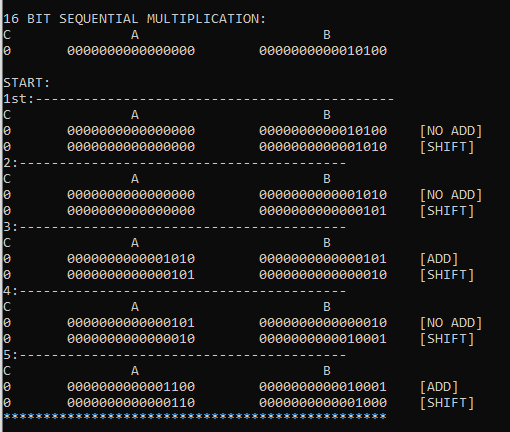 16 BIT SEQUENTIAL MULTIPLICATION:
C A B
0 0000000000000000 0000000000010100
START:
1st:---------------------------------------------
C A B
0 0000000000000000 0000000000010100 [NO ADD]
0 0000000000000000 0000000000001010 [SHIFT]
2:-----------------------------------------
C A B
0 0000000000000000 0000000000001010 [NO ADD]
0 0000000000000000 0000000000000101 [SHIFT]
3:-----------------------------------------
C A B
0 0000000000001010 0000000000000101 [ADD]
0 0000000000000101 0000000000000010 [SHIFT]
4:-----------------------------------------
C A B
0 0000000000000101 0000000000000010 [NO ADD]
0 0000000000000010 0000000000010001 [SHIFT]
5:-----------------------------------------
C A B
0 0000000000001100 0000000000010001 [ADD]
0 0000000000000110 0000000000001000 [SHIFT]
************************************************